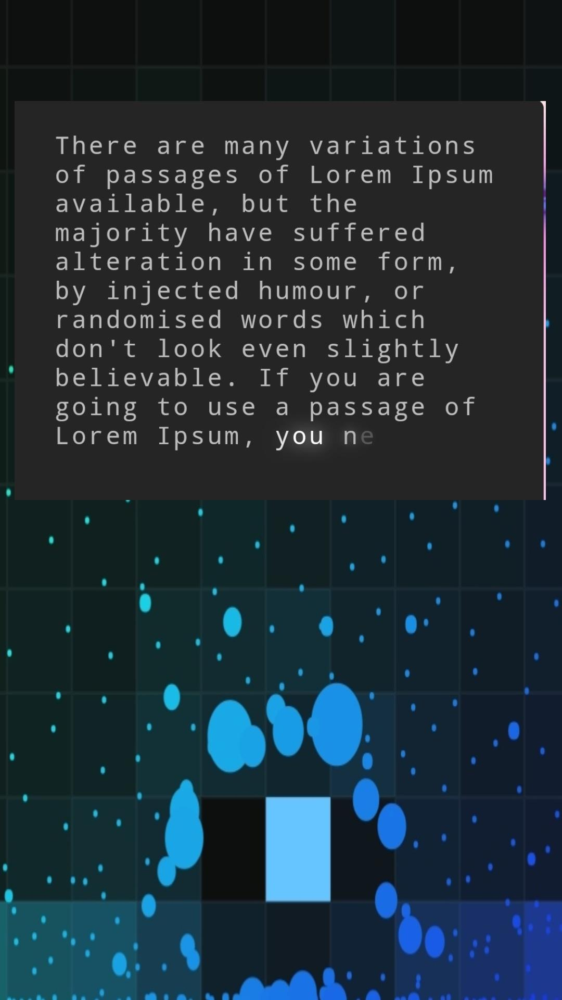 There are many variations
of passages of Lorem Ipsum
available, but the
majority have suffered
alteration in some form,
by injected humour, or
randomised words which
don't look even slightly
believable. If you are
going to use a passage of
Lorem Ipsum, you ne